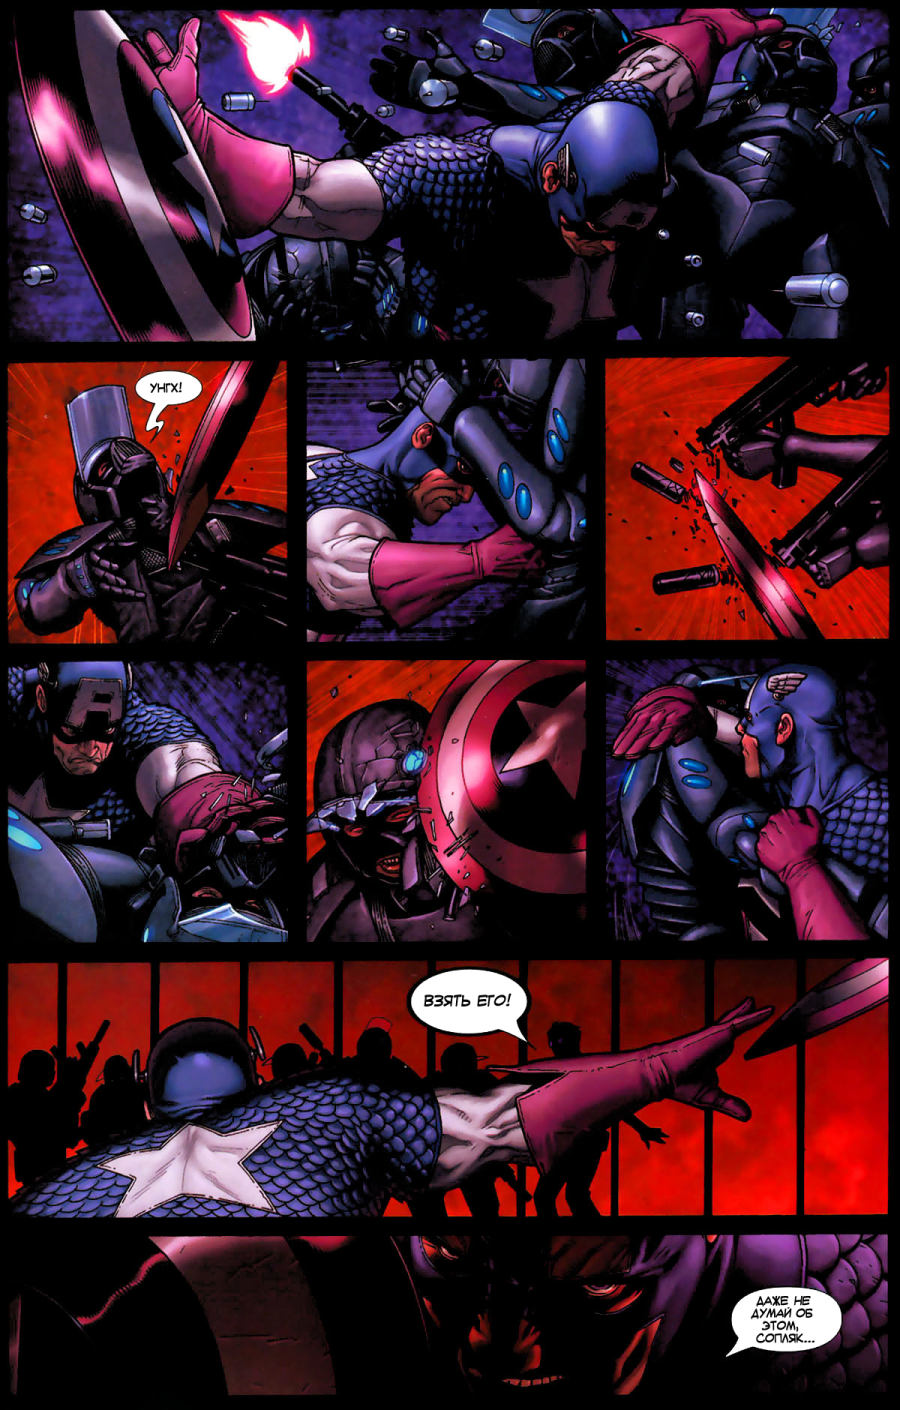 УНГХ!
ВЗЯТЬ ЕГО!
ДАЖЕ НЕ
ДУМАЙ ОБ
ЭТОМ,
СОПЛЯК...